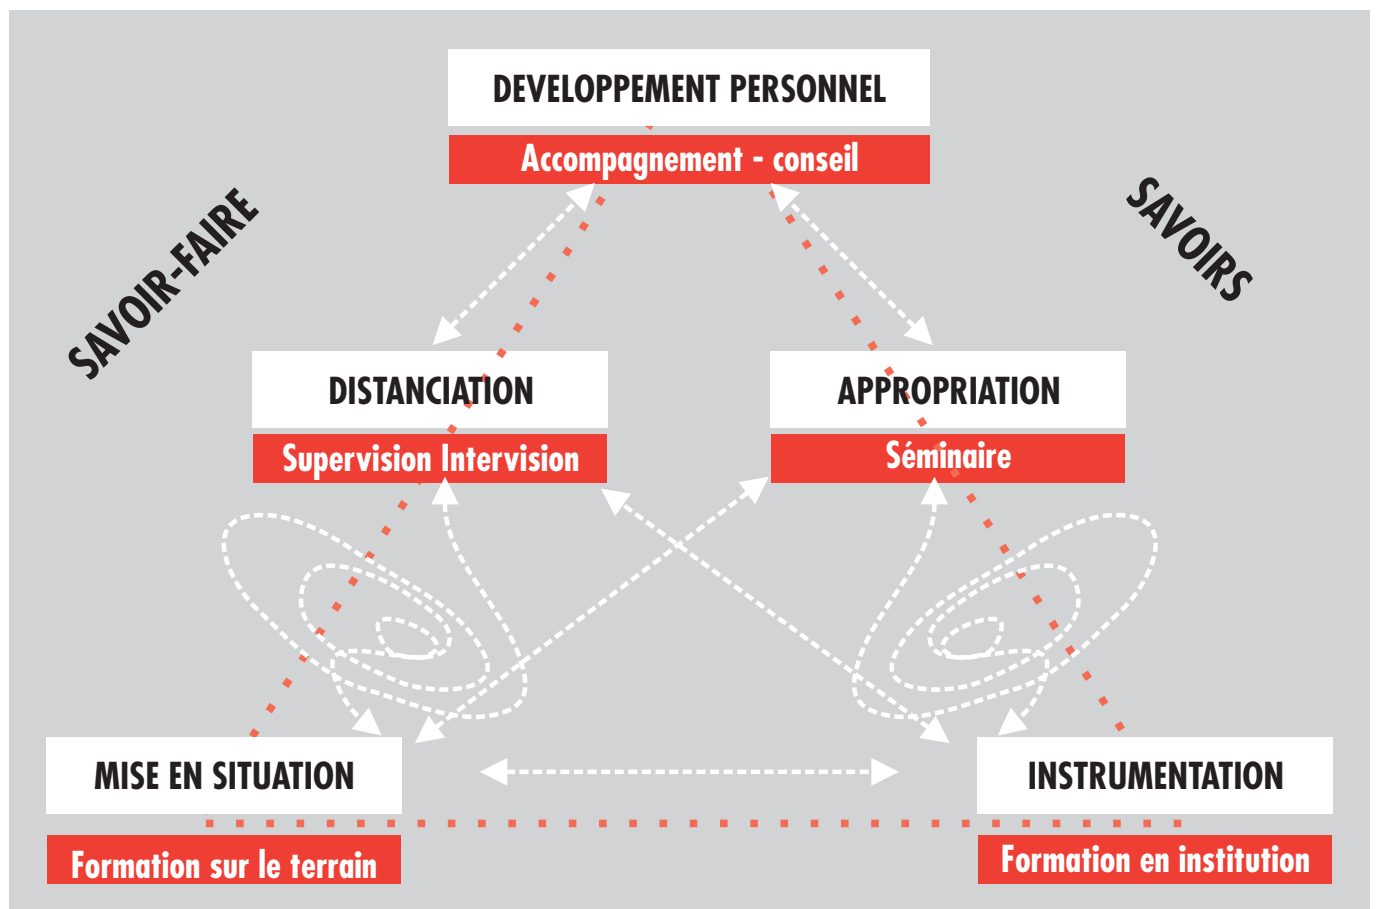 DEVELOPPEMENT PERSONNEL
Accompagnement - conseil
SAVOIR-FAIRE
SAVOIRS
DISTANCIATION
Supervision Intervision
APPROPRIATION
Séminaire
MISE EN SITUATION
Formation sur le terrain
INSTRUMENTATION
Formation en institution